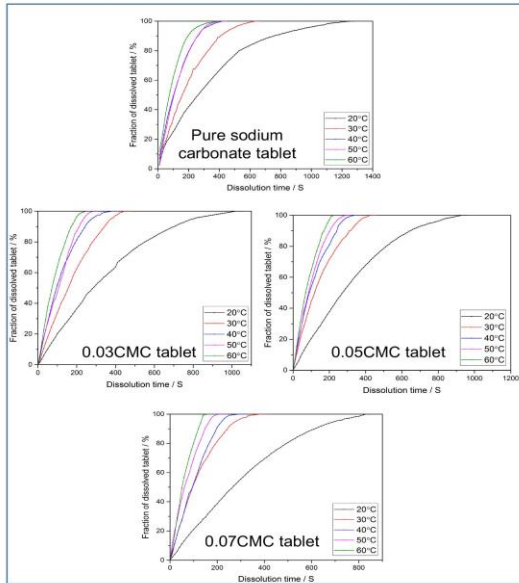 Fraction of dissolved tablet / %
100
80
60
40
20
0
20°C
30°C
40°C
50°C
60°C
Pure sodium
carbonate tablet
0 200 400 600 800 1000 1200 1400
Dissolution time / S
Fraction of dissolved tablet / %
100
80
60
40
20
0
20°C
30°C
40°C
50°C
60°C
0.03CMC tablet
0 200 400 600 800 1000
Dissolution time / S
Fraction of dissolved tablet / %
100
80
60
40
20
0
20°C
30°C
40°C
50°C
60°C
0.05CMC tablet
0 200 400 600 800 1000 1200
Dissolution time / S
Fraction of dissolved tablet / %
100
80
60
40
20
0
20°C
30°C
40°C
50°C
60°C
0.07CMC tablet
0 200 400 600 800
Dissolution time / S